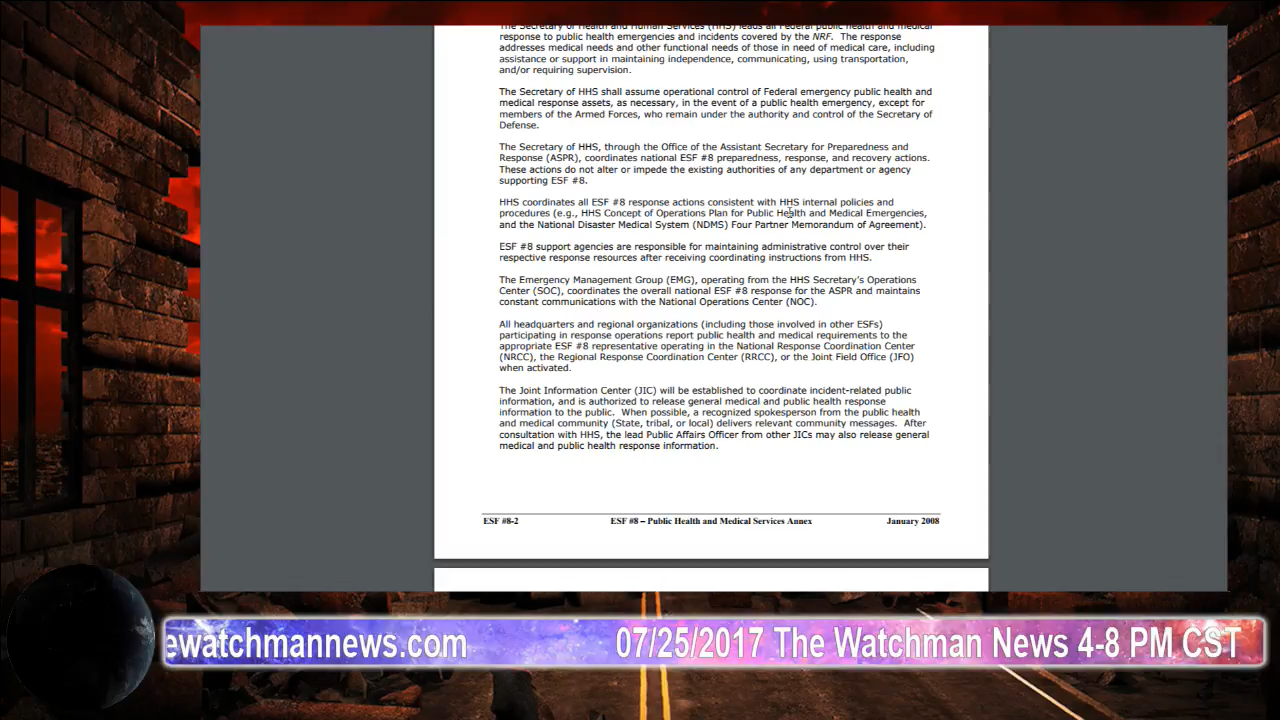 The Secretary of Health and Human Services (HHS) leads all Federal public health and medical
response to public health emergencies and incidents covered by the NRF. The response
addresses medical needs and other functional needs of those in need of medical care, including
assistance or support in maintaining independence, communicating, using transportation,
and/or requiring supervision.
The Secretary of HHS shall assume operational control of Federal emergency public health and
medical response assets, as necessary, in the event of a public health emergency, except for
members of the Armed Forces, who remain under the authority and control of the Secretary of
Defense.
The Secretary of HHS, through the Office of the Assistant Secretary for Preparedness and
Response (ASPR), coordinates national ESF #8 preparedness, response, and recovery actions.
These actions do not alter or impede the existing authorities of any department or agency
supporting ESF #8.
HHS coordinates all ESF #8 response actions consistent with HHS internal policies and
procedures (e.g., HHS Concept of Operations Plan for Public Health and Medical Emergencies,
and the National Disaster Medical System (NDMS) Four Partner Memorandum of Agreement).
ESF #8 support agencies are responsible for maintaining administrative control over their
respective response resources after receiving coordinating instructions from HHS.
The Emergency Management Group (EMG), operating from the HHS Secretary's Operations
Center (SOC), coordinates the overall national ESF #8 response for the ASPR and maintains
constant communications with the National Operations Center (NOC).
All headquarters and regional organizations (including those involved in other ESFs)
participating in response operations report public health and medical requirements to the
appropriate ESF #8 representative operating in the National Response Coordination Center
(NRCC), the Regional Response Coordination Center (RRCC), or the Joint Field Office (JFO)
when activated.
The Joint Information Center (JIC) will be established to coordinate incident-related public
information, and is authorized to release general medical and public health response
information to the public. When possible, a recognized spokesperson from the public health
and medical community (State, tribal, or local) delivers relevant community messages. After
consultation with HHS, the lead Public Affairs Officer from other JICs may also release general
medical and public health response information.
ESF #8-2 ESF #8 – Public Health and Medical Services Annex January 2008
ewatchmannews.com 07/25/2017 The Watchman News 4-8 PM CST